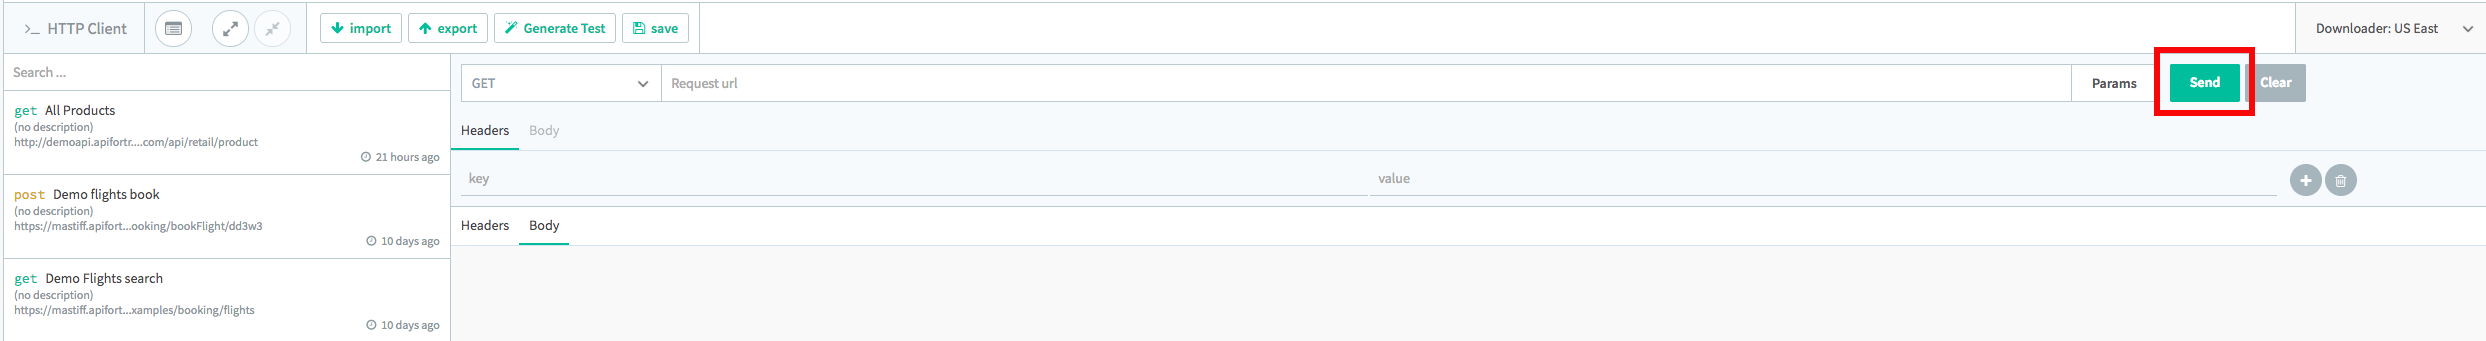 >_ HTTP Client
import
export
Generate Test
save
Downloader: US East
Search ...
GET
Request url
Params
Send
Clear
get All Products
(no description)
http://demoapi.apifortr....com/api/retail/product
21 hours ago
post Demo flights book
(no description)
https://mastiff.apifort...ooking/bookFlight/dd3w3
10 days ago
get Demo Flights search
(no description)
https://mastiff.apifort...xamples/booking/flights
10 days ago
Headers Body
key value
Headers Body